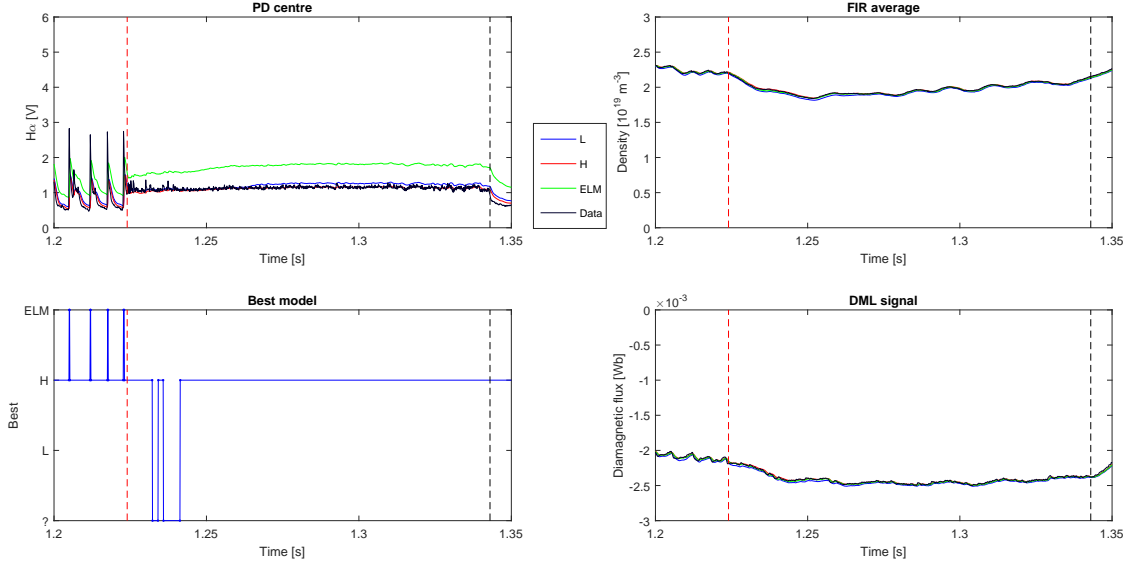 PD centre
6
5
4
3
2
1
0
Hα [V]
1.2
1.25
1.3
1.35
Time [s]
L
H
ELM
Data
FIR average
3
2.5
2
1.5
1
0.5
0
Density [10¹⁹ m⁻³]
1.2
1.25
1.3
1.35
Time [s]
Best model
ELM
H
L
?
Best
1.2
1.25
1.3
1.35
Time [s]
DML signal
×10⁻³
0
-0.5
-1
-1.5
-2
-2.5
-3
Diamagnetic flux [Wb]
1.2
1.25
1.3
1.35
Time [s]